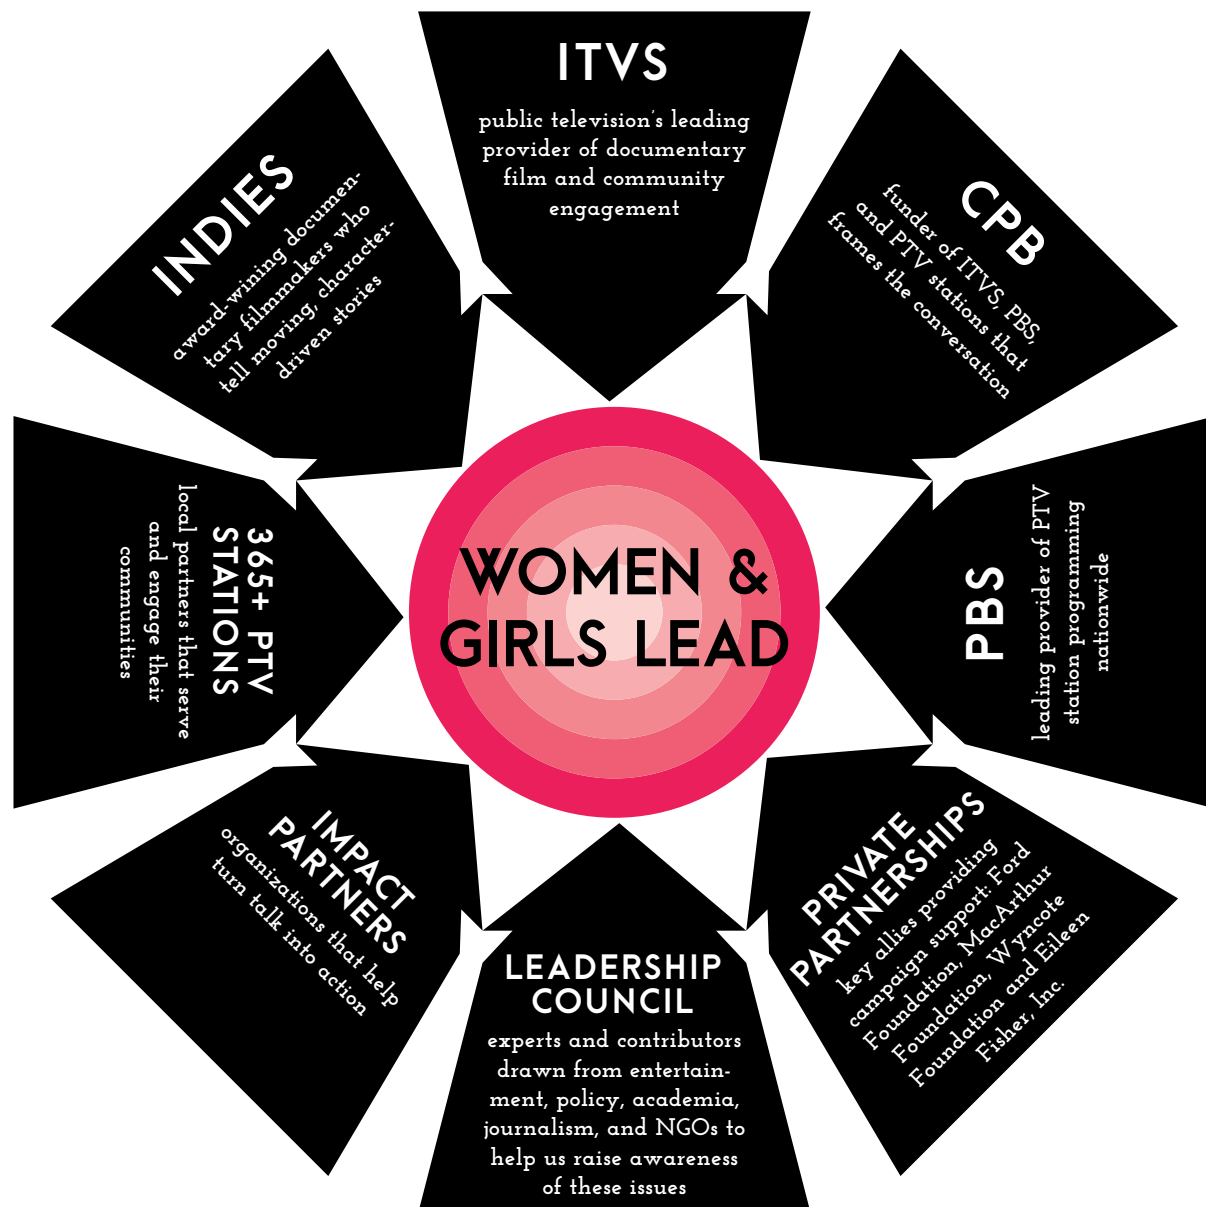 ITVS
public television's leading
provider of documentary
film and community
engagement
CPB
funder of ITVS, PBS,
and PTV stations that
frames the conversation
PBS
leading provider of PTV
station programming
nationwide
PRIVATE
PARTNERSHIPS
key allies providing
campaign support: Ford
Foundation, MacArthur
Foundation, Wyncote
Foundation and Eileen
Fisher, Inc.
LEADERSHIP
COUNCIL
experts and contributors
drawn from entertain-
ment, policy, academia,
journalism, and NGOs to
help us raise awareness
of these issues
IMPACT
PARTNERS
organizations that help
turn talk into action
365+ PTV
STATIONS
local partners that serve
and engage their
communities
INDIES
award-wining documen-
tary filmmakers who
tell moving, character-
driven stories
WOMEN &
GIRLS LEAD